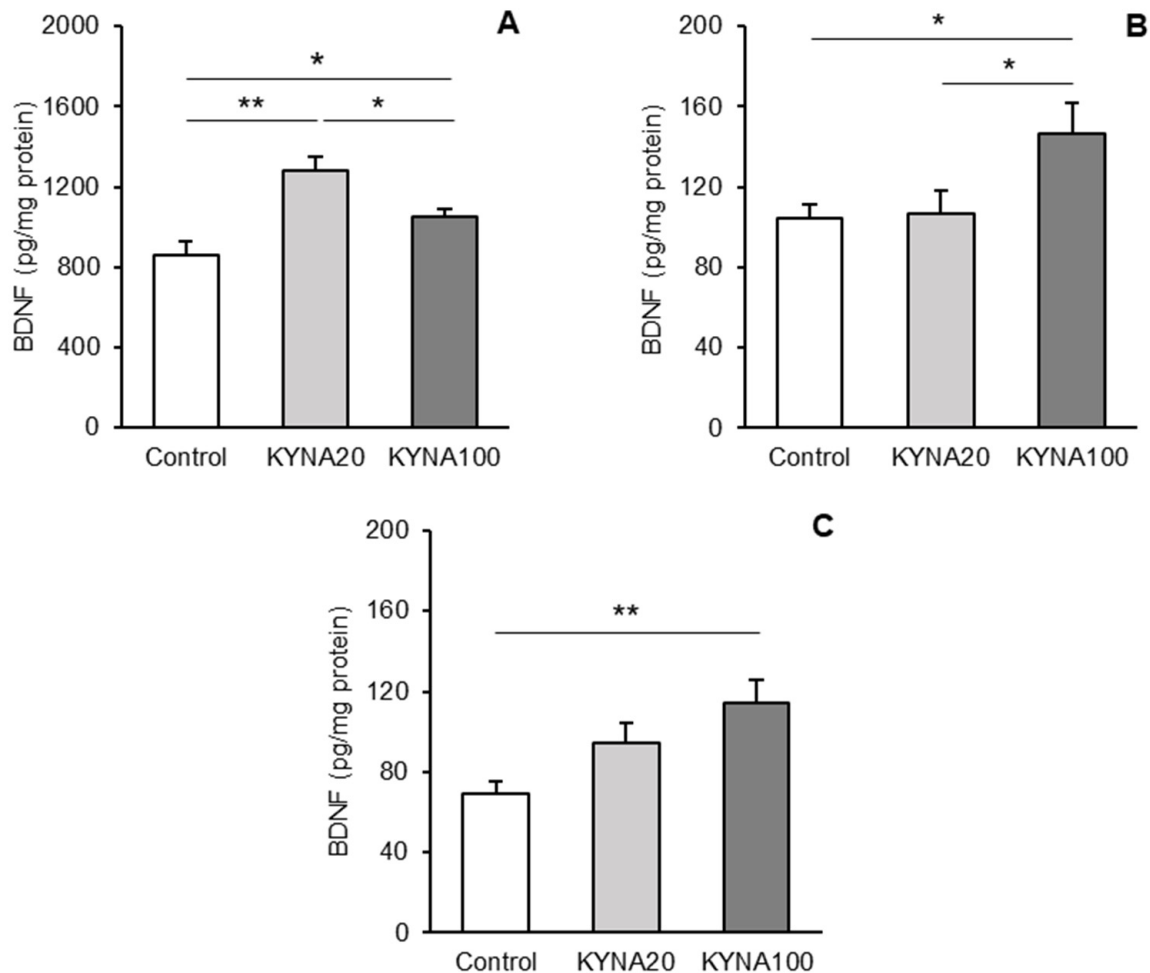 A
BDNF (pg/mg protein)
2000
1600
1200
800
400
0
*
**
*
Control KYNA20 KYNA100
B
BDNF (pg/mg protein)
200
160
120
80
40
0
*
*
Control KYNA20 KYNA100
C
BDNF (pg/mg protein)
200
160
120
80
40
0
**
Control KYNA20 KYNA100